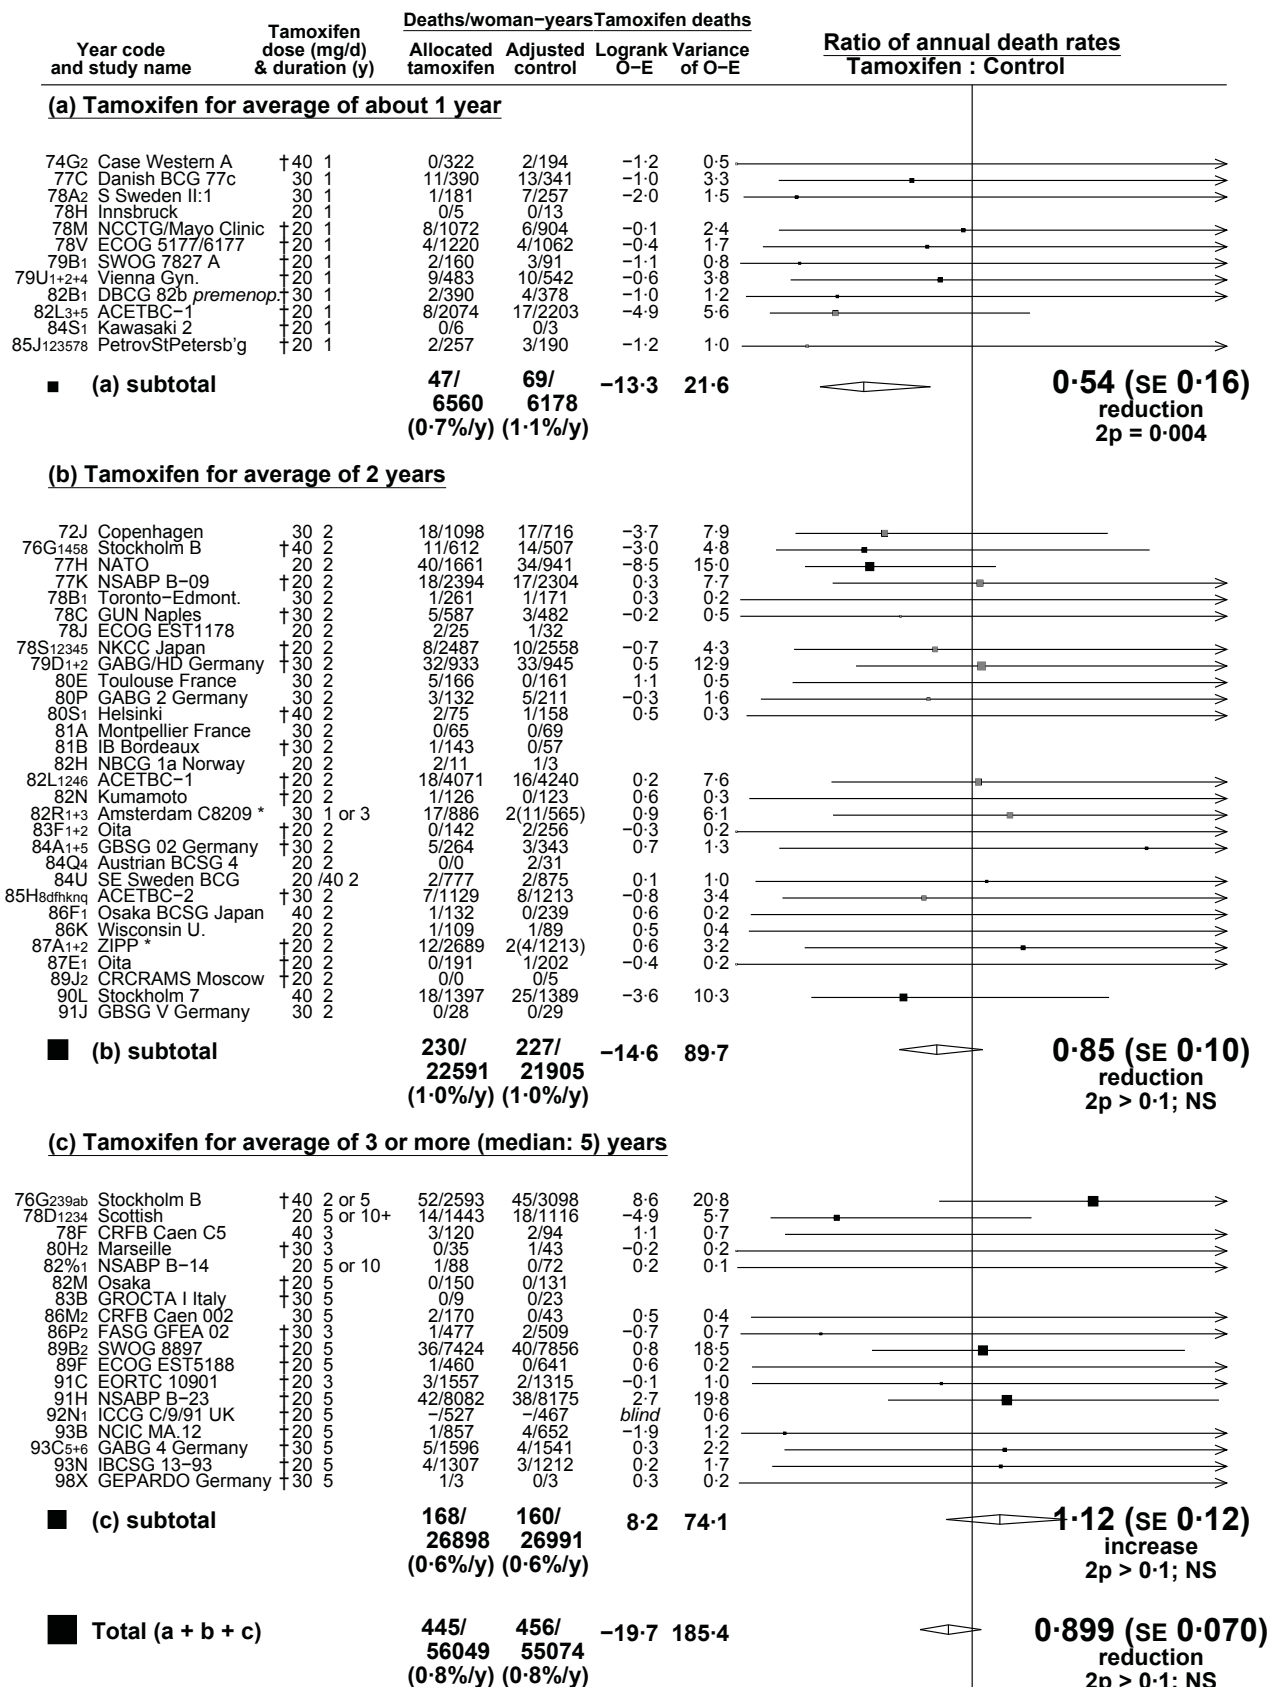 Deaths/woman−years Tamoxifen deaths
Year code and study name Tamoxifen dose (mg/d) & duration (y) Allocated tamoxifen Adjusted control Logrank O−E Variance of O−E Ratio of annual death rates Tamoxifen : Control
(a) Tamoxifen for average of about 1 year
74G2 Case Western A †40 1 0/322 2/194 −1·2 0·5
77C Danish BCG 77c 30 1 11/390 13/341 −1·0 3·3
78A2 S Sweden II:1 30 1 1/181 7/257 −2·0 1·5
78H Innsbruck 20 1 0/5 0/13
78M NCCTG/Mayo Clinic †20 1 8/1072 6/904 −0·1 2·4
78V ECOG 5177/6177 †20 1 4/1220 4/1062 −0·4 1·7
79B1 SWOG 7827 A †20 1 2/160 3/91 −1·1 0·8
79U1+2+4 Vienna Gyn. †20 1 9/483 10/542 −0·6 3·8
82B1 DBCG 82b premenop. †30 1 2/390 4/378 −1·0 1·2
82L3+5 ACETBC−1 †20 1 8/2074 17/2203 −4·9 5·6
84S1 Kawasaki 2 †20 1 0/6 0/3
85J123578 PetrovStPetersb'g †20 1 2/257 3/190 −1·2 1·0
(a) subtotal 47/ 69/ −13·3 21·6 0·54 (SE 0·16)
6560 6178 reduction
(0·7%/y) (1·1%/y) 2p = 0·004
(b) Tamoxifen for average of 2 years
72J Copenhagen 30 2 18/1098 17/716 −3·7 7·9
76G1458 Stockholm B †40 2 11/612 14/507 −3·0 4·8
77H NATO 20 2 40/1661 34/941 −8·5 15·0
77K NSABP B−09 †20 2 18/2394 17/2304 0·3 7·7
78B1 Toronto−Edmont. 30 2 1/261 1/171 0·3 0·2
78C GUN Naples †30 2 5/587 3/482 −0·2 0·5
78J ECOG EST1178 20 2 2/25 1/32
78S12345 NKCC Japan †20 2 8/2487 10/2558 −0·7 4·3
79D1+2 GABG/HD Germany †30 2 32/933 33/945 0·5 12·9
80E Toulouse France 30 2 5/166 0/161 1·1 0·5
80P GABG 2 Germany 30 2 3/132 5/211 −0·3 1·6
80S1 Helsinki †40 2 2/75 1/158 0·5 0·3
81A Montpellier France 30 2 0/65 0/69
81B IB Bordeaux †30 2 1/143 0/57
82H NBCG 1a Norway 20 2 2/11 1/3
82L1246 ACETBC−1 †20 2 18/4071 16/4240 0·2 7·6
82N Kumamoto †20 2 1/126 0/123 0·6 0·3
82R1+3 Amsterdam C8209 * 30 1 or 3 17/886 2(11/565) 0·9 6·1
83F1+2 Oita †20 2 0/142 2/256 −0·3 0·2
84A1+5 GBSG 02 Germany †30 2 5/264 3/343 0·7 1·3
84Q4 Austrian BCSG 4 20 2 0/0 2/31
84U SE Sweden BCG 20 /40 2 2/777 2/875 0·1 1·0
85H8dfhknq ACETBC−2 †30 2 7/1129 8/1213 −0·8 3·4
86F1 Osaka BCSG Japan 40 2 1/132 0/239 0·6 0·2
86K Wisconsin U. 20 2 1/109 1/89 0·5 0·4
87A1+2 ZIPP * †20 2 12/2689 2(4/1213) 0·6 3·2
87E1 Oita †20 2 0/191 1/202 −0·4 0·2
89J2 CRCRAMS Moscow †20 2 0/0 0/5
90L Stockholm 7 40 2 18/1397 25/1389 −3·6 10·3
91J GBSG V Germany 30 2 0/28 0/29
(b) subtotal 230/ 227/ −14·6 89·7 0·85 (SE 0·10)
22591 21905 reduction
(1·0%/y) (1·0%/y) 2p > 0·1; NS
(c) Tamoxifen for average of 3 or more (median: 5) years
76G239ab Stockholm B †40 2 or 5 52/2593 45/3098 8·6 20·8
78D1234 Scottish 20 5 or 10+ 14/1443 18/1116 −4·9 5·7
78F CRFB Caen C5 40 3 3/120 2/94 1·1 0·7
80H2 Marseille †30 3 0/35 1/43 −0·2 0·2
82%1 NSABP B−14 20 5 or 10 1/88 0/72 0·2 0·1
82M Osaka †20 5 0/150 0/131
83B GROCTA I Italy †30 5 0/9 0/23
86M2 CRFB Caen 002 30 5 2/170 0/43 0·5 0·4
86P2 FASG GFEA 02 †30 3 1/477 2/509 −0·7 0·7
89B2 SWOG 8897 †20 5 36/7424 40/7856 0·8 18·5
89F ECOG EST5188 †20 5 1/460 0/641 0·6 0·2
91C EORTC 10901 †20 3 3/1557 2/1315 −0·1 1·0
91H NSABP B−23 †20 5 42/8082 38/8175 2·7 19·8
92N1 ICCG C/9/91 UK †20 5 −/527 −/467 blind 0·6
93B NCIC MA.12 †20 5 1/857 4/652 −1·9 1·2
93C5+6 GABG 4 Germany †30 5 5/1596 4/1541 0·3 2·2
93N IBCSG 13−93 †20 5 4/1307 3/1212 0·2 1·7
98X GEPARDO Germany †30 5 1/3 0/3 0·3 0·2
(c) subtotal 168/ 160/ 8·2 74·1 1·12 (SE 0·12)
26898 26991 increase
(0·6%/y) (0·6%/y) 2p > 0·1; NS
Total (a + b + c) 445/ 456/ −19·7 185·4 0·899 (SE 0·070)
56049 55074 reduction
(0·8%/y) (0·8%/y) 2p > 0·1; NS